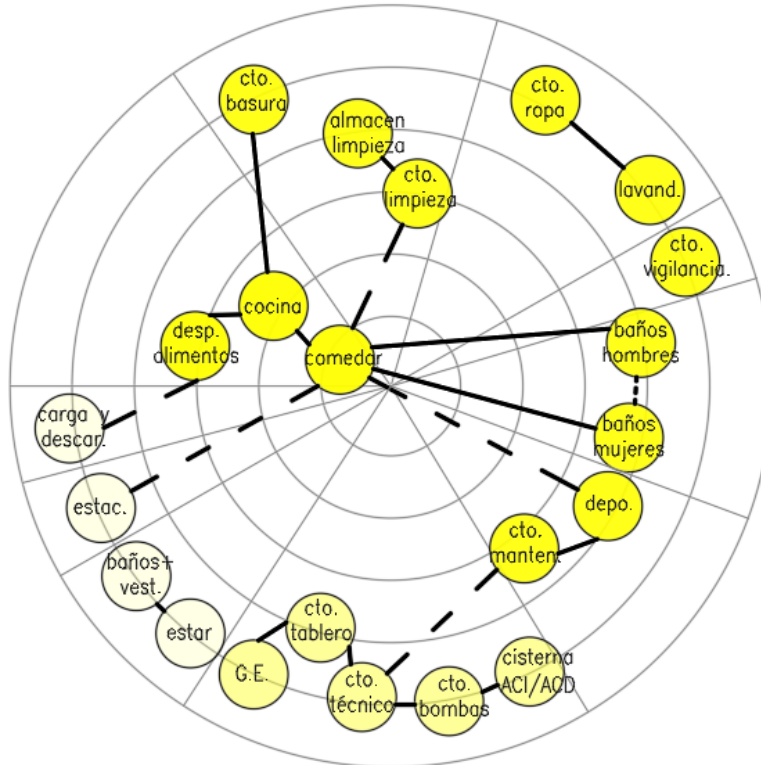 cto.
basura
almacen
limpieza
cto.
limpieza
cto.
ropa
lavand.
cto.
vigilancia.
cocina
desp.
alimentos
comedar
baños
hombres
baños
mujeres
carga y
descar.
estac.
depo.
cto.
manten.
baños+
vest.
estar
cto.
tablero
G.E.
cto.
técnico
cto.
bombas
cisterna
ACI/ACD